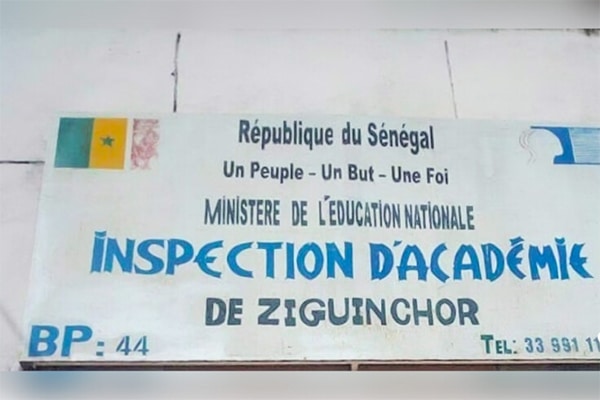 République du Sénégal
Un Peuple - Un But - Une Foi
MINISTERE DE L'ÉDUCATION NATIONALE
INSPECTION D'ACADÉMIE
DE ZIGUINCHOR
BP : 44 TEL: 33 991 11